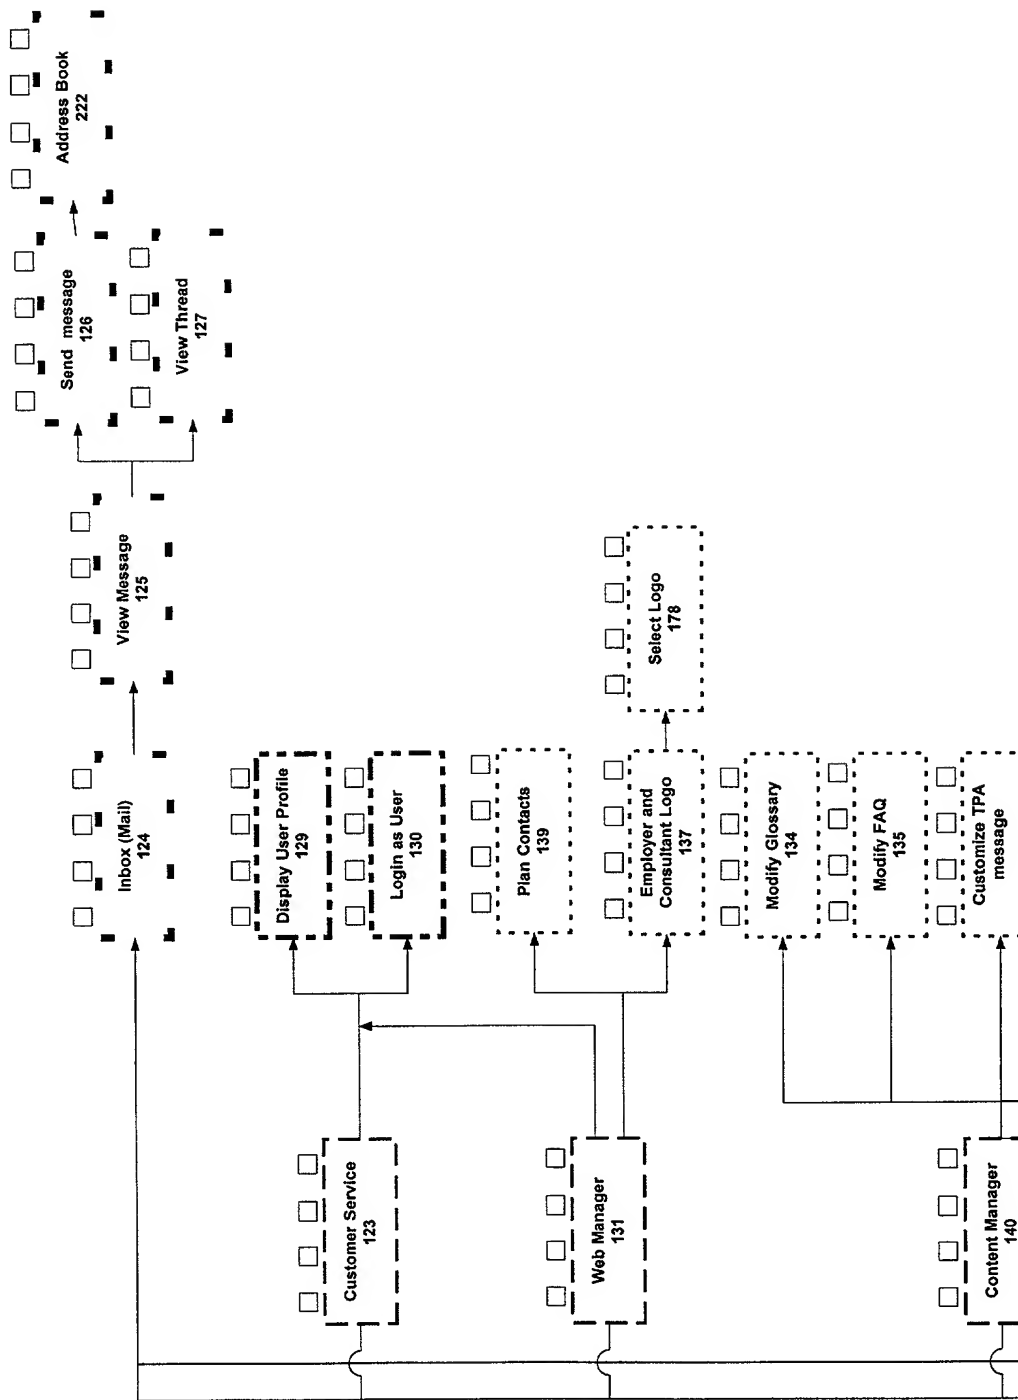 Address Book
222
Send message
126
View Thread
127
View Message
125
Inbox (Mail)
124
Display User Profile
129
Login as User
130
Plan Contacts
139
Employer and
Consultant Logo
137
Select Logo
178
Modify Glossary
134
Modify FAQ
135
Customize TPA
message
Customer Service
123
Web Manager
131
Content Manager
140